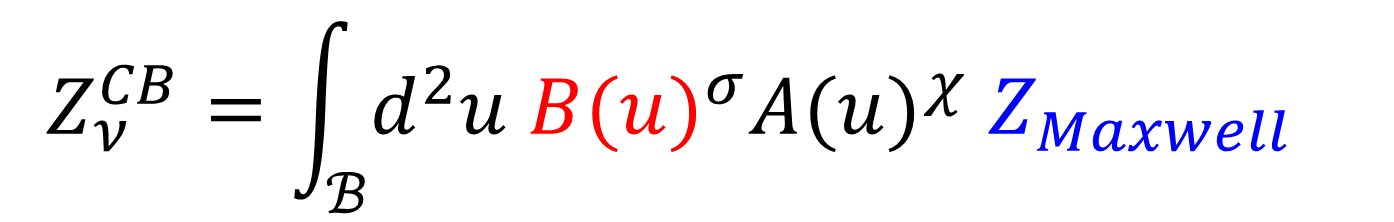 Z_ν^{CB} = ∫_ℬ d²u B(u)^σ A(u)^χ Z_{Maxwell}